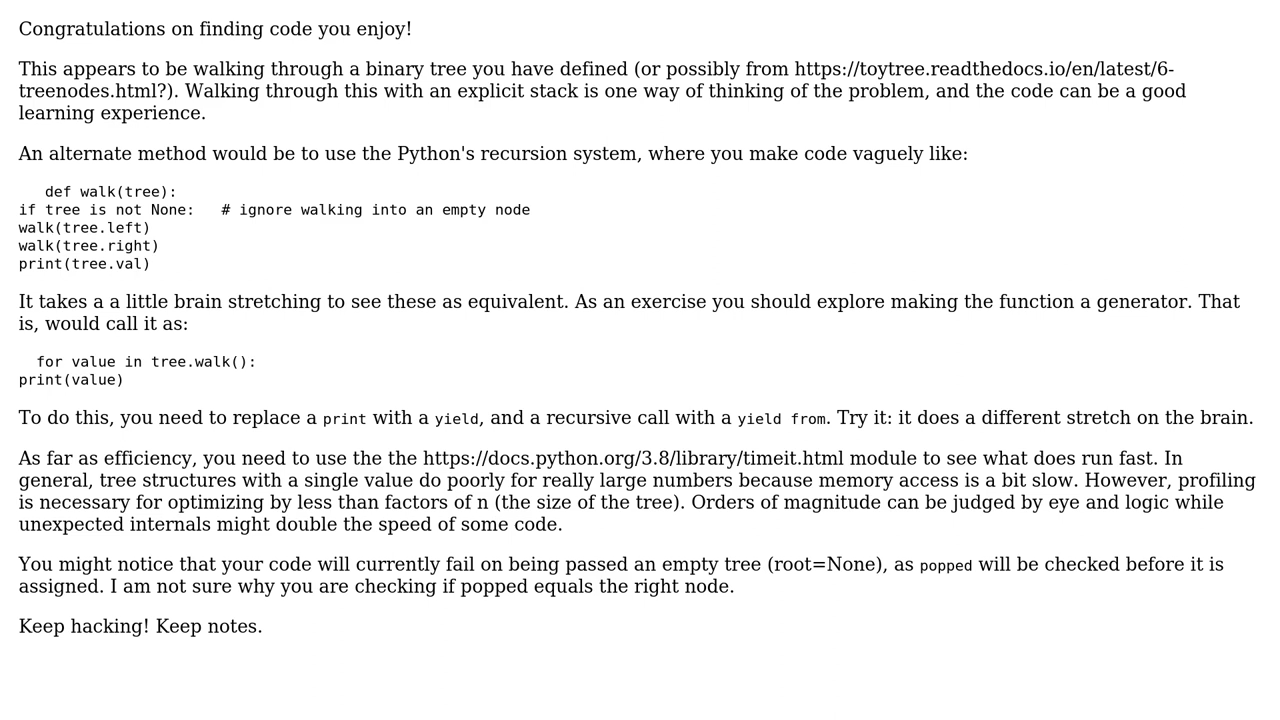 Congratulations on finding code you enjoy!
This appears to be walking through a binary tree you have defined (or possibly from https://toytree.readthedocs.io/en/latest/6-
treenodes.html?). Walking through this with an explicit stack is one way of thinking of the problem, and the code can be a good
learning experience.
An alternate method would be to use the Python's recursion system, where you make code vaguely like:
   def walk(tree):
if tree is not None:   # ignore walking into an empty node
walk(tree.left)
walk(tree.right)
print(tree.val)
It takes a a little brain stretching to see these as equivalent. As an exercise you should explore making the function a generator. That
is, would call it as:
  for value in tree.walk():
print(value)
To do this, you need to replace a print with a yield, and a recursive call with a yield from. Try it: it does a different stretch on the brain.
As far as efficiency, you need to use the the https://docs.python.org/3.8/library/timeit.html module to see what does run fast. In
general, tree structures with a single value do poorly for really large numbers because memory access is a bit slow. However, profiling
is necessary for optimizing by less than factors of n (the size of the tree). Orders of magnitude can be judged by eye and logic while
unexpected internals might double the speed of some code.
You might notice that your code will currently fail on being passed an empty tree (root=None), as popped will be checked before it is
assigned. I am not sure why you are checking if popped equals the right node.
Keep hacking! Keep notes.